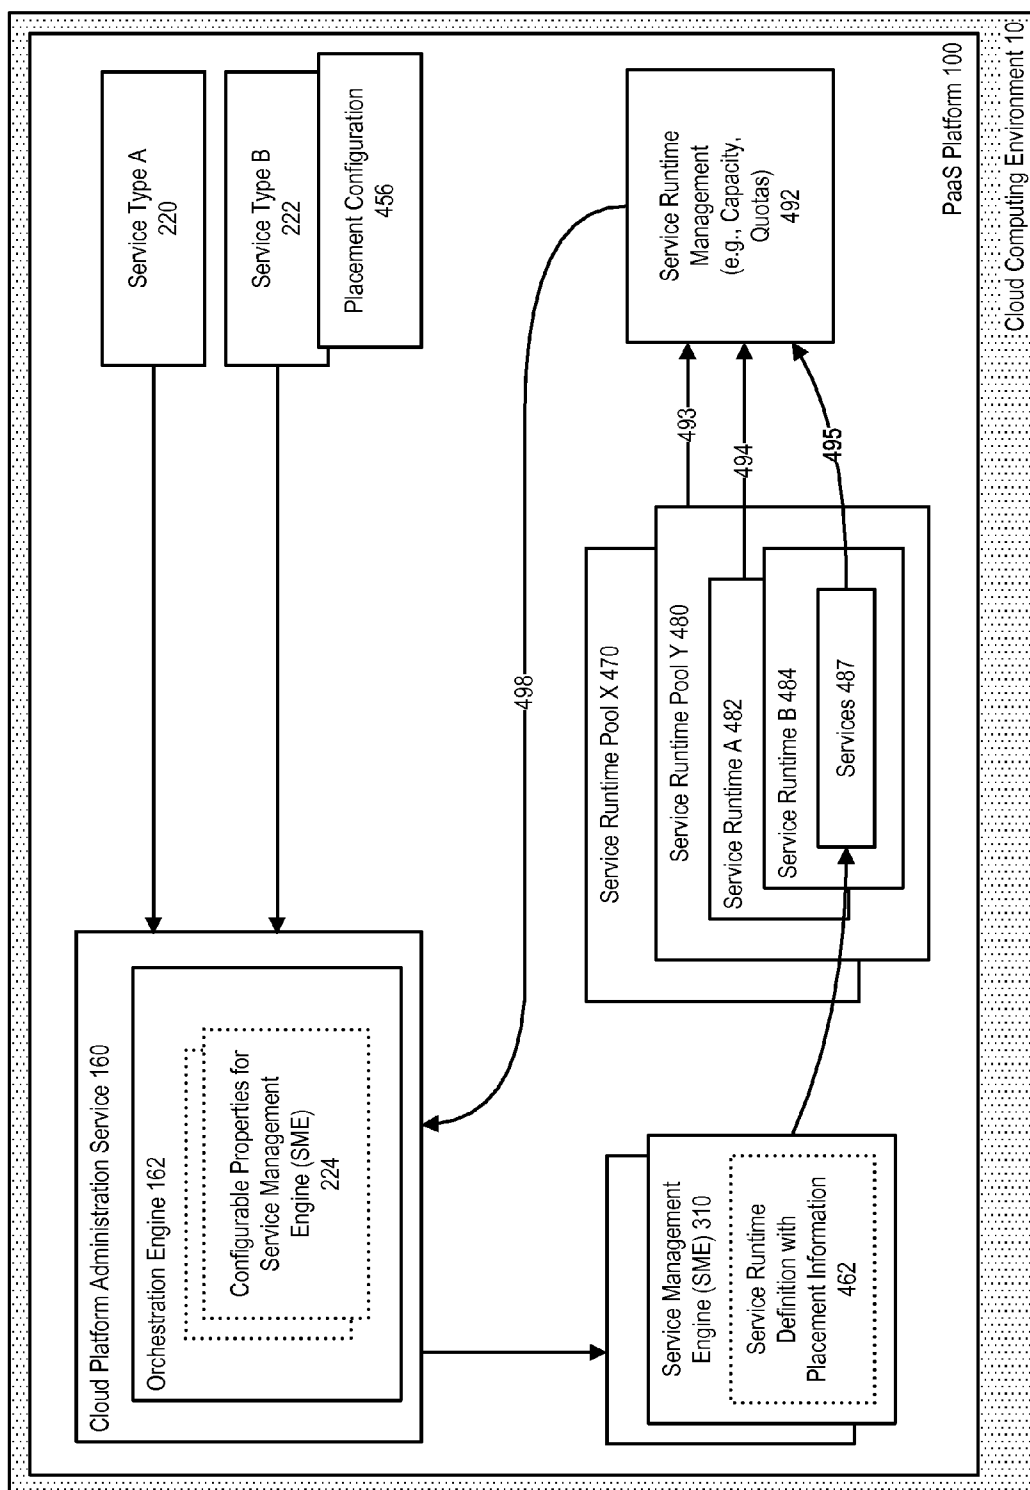 Cloud Platform Administration Service 160
Orchestration Engine 162
Configurable Properties for
Service Management
Engine (SME)
224
Service Type A
220
Service Type B
222
Placement Configuration
456
498
Service Management
Engine (SME) 310
Service Runtime
Definition with
Placement Information
462
Service Runtime Pool X 470
Service Runtime Pool Y 480
Service Runtime A 482
Service Runtime B 484
Services 487
493
494
495
Service Runtime
Management
(e.g., Capacity,
Quotas)
492
PaaS Platform 100
Cloud Computing Environment 10